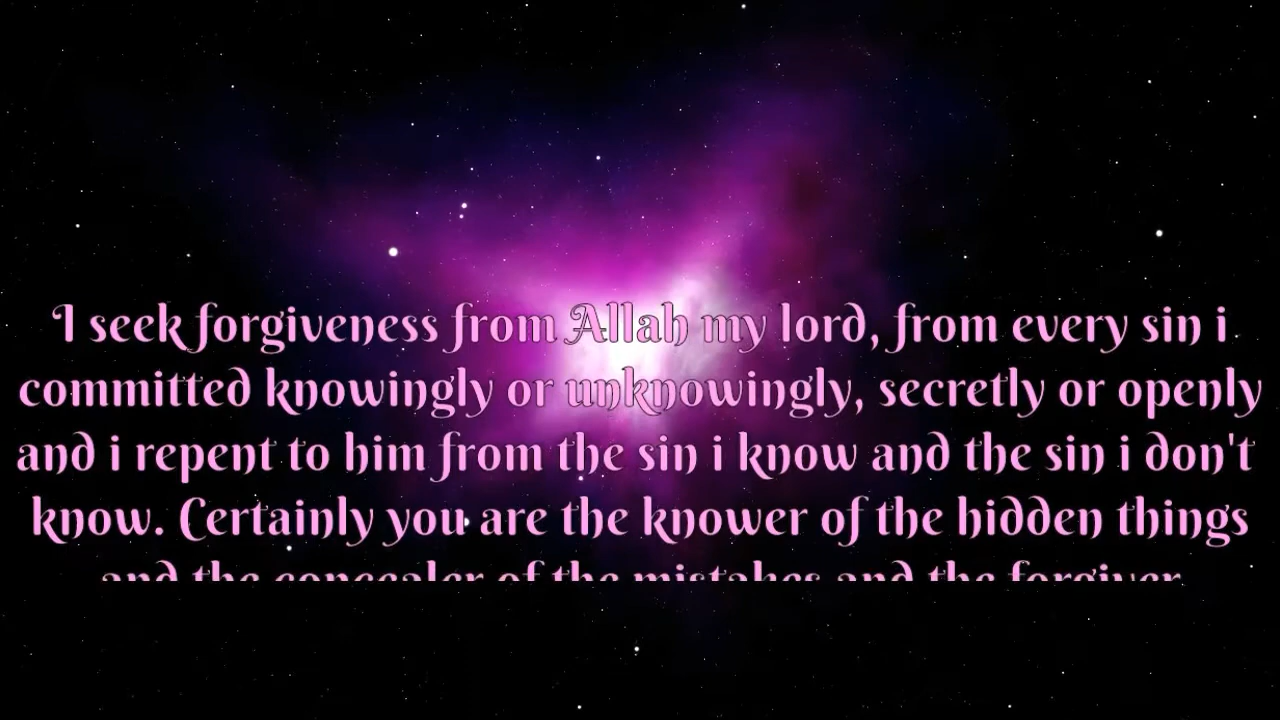 I seek forgiveness from Allah my lord, from every sin i
committed knowingly or unknowingly, secretly or openly
and i repent to him from the sin i know and the sin i don't
know. Certainly you are the knower of the hidden things
and the concealer of the mistakes and the forgiver